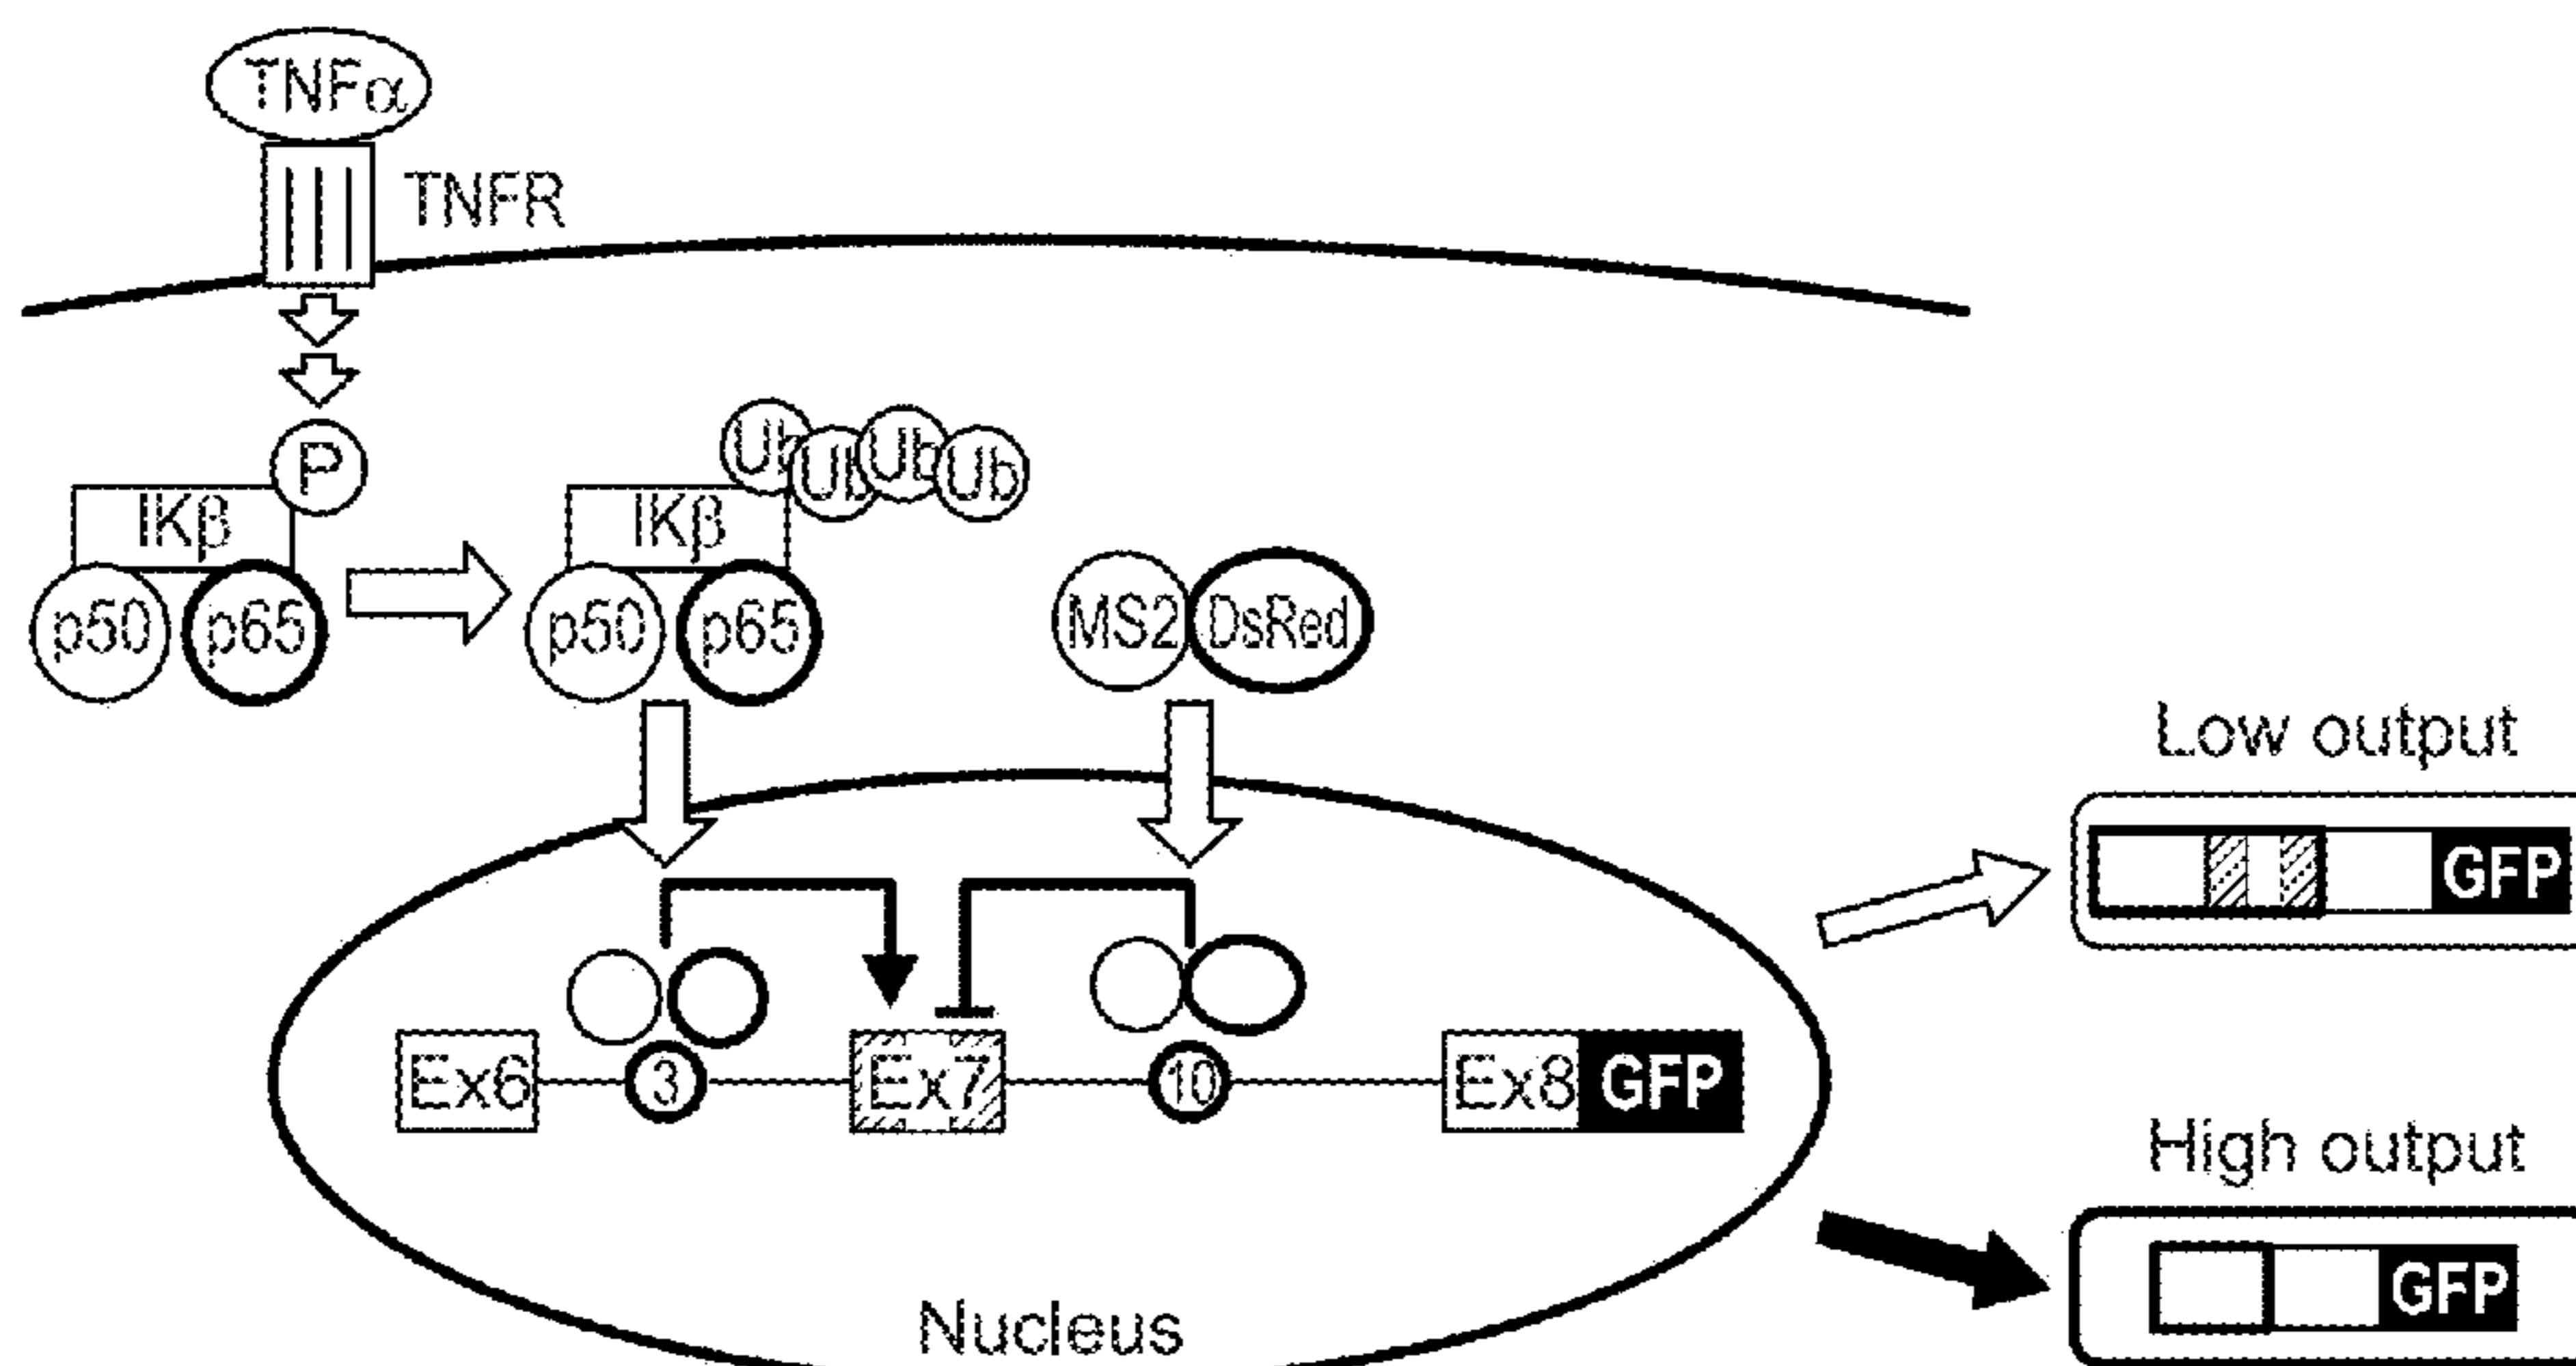 TNFα
TNFR
P
IKβ
p50 p65
Ub Ub Ub Ub
IKβ
p50 p65
MS2 DsRed
Low output
GFP
Ex6 3 Ex7 10 Ex8 GFP
High output
GFP
Nucleus